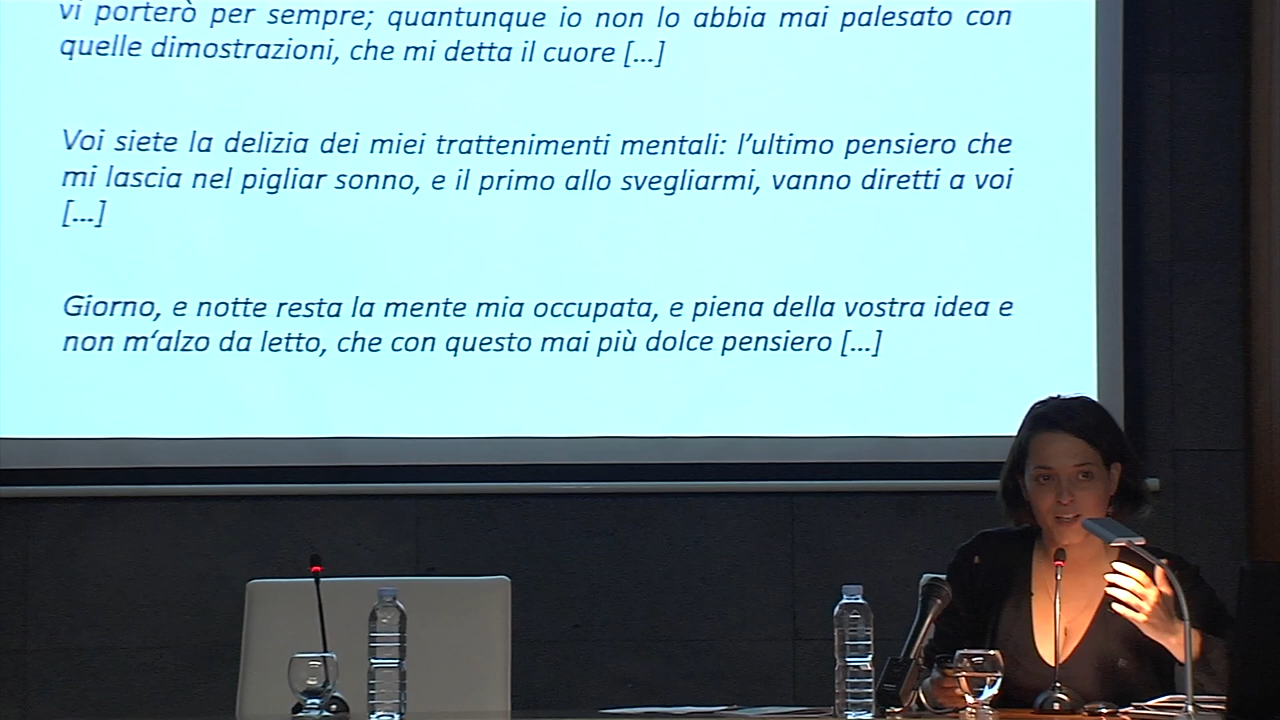 vi porterò per sempre; quantunque io non lo abbia mai palesato con
quelle dimostrazioni, che mi detta il cuore [...]
Voi siete la delizia dei miei trattenimenti mentali: l’ultimo pensiero che
mi lascia nel pigliar sonno, e il primo allo svegliarmi, vanno diretti a voi
[...]
Giorno, e notte resta la mente mia occupata, e piena della vostra idea e
non m‘alzo da letto, che con questo mai più dolce pensiero [...]